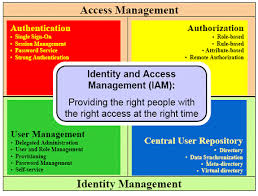 Access Management
Authentication
• Single Sign-On
• Session Management
• Password Service
• Strong Authentication
Authorization
• Role-based
• Rule-based
• Attribute-based
• Remote Authorization
Identity and Access
Management (IAM):
Providing the right people with
the right access at the right time
User Management
• Delegated Administration
• User and Role Management
• Provisioning
• Password Management
• Self-service
Central User Repository
• Directory
• Data Synchronization
• Meta-directory
• Virtual directory
Identity Management